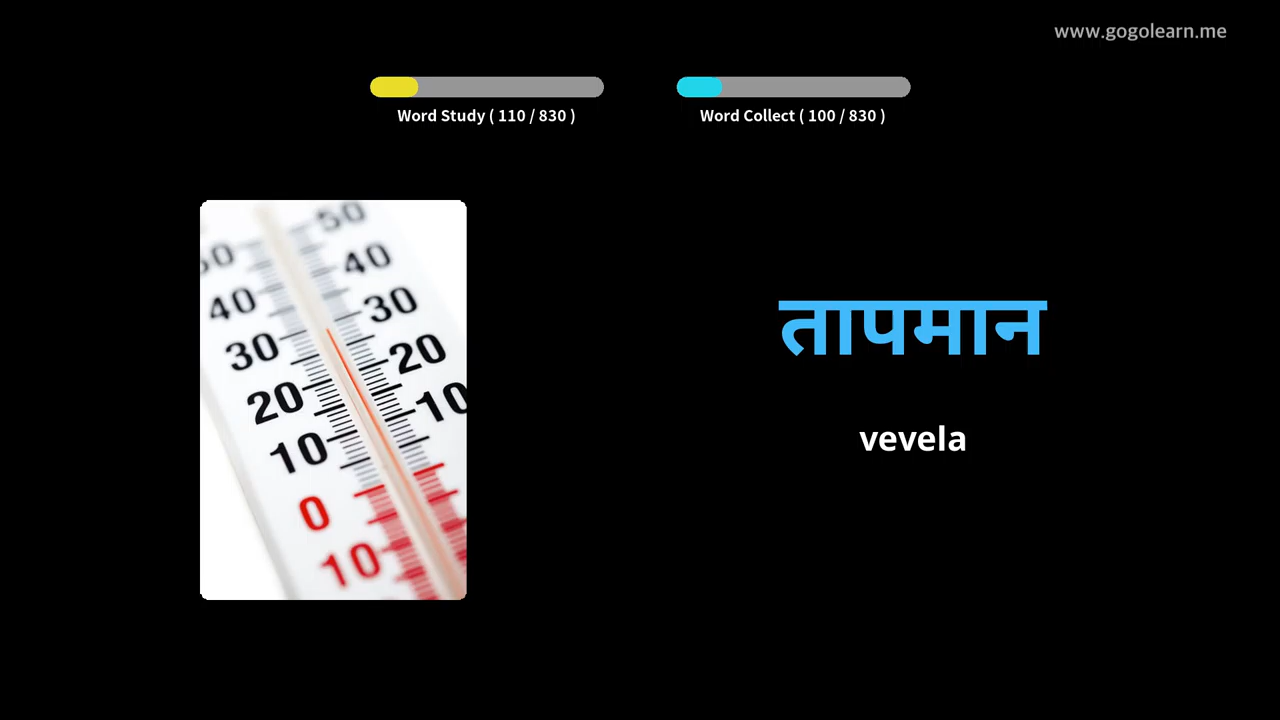 www.gogolearn.me
Word Study ( 110 / 830 )
Word Collect ( 100 / 830 )
50
50
40
40
30
30
20
20
10
10
0
10
तापमान
vevela